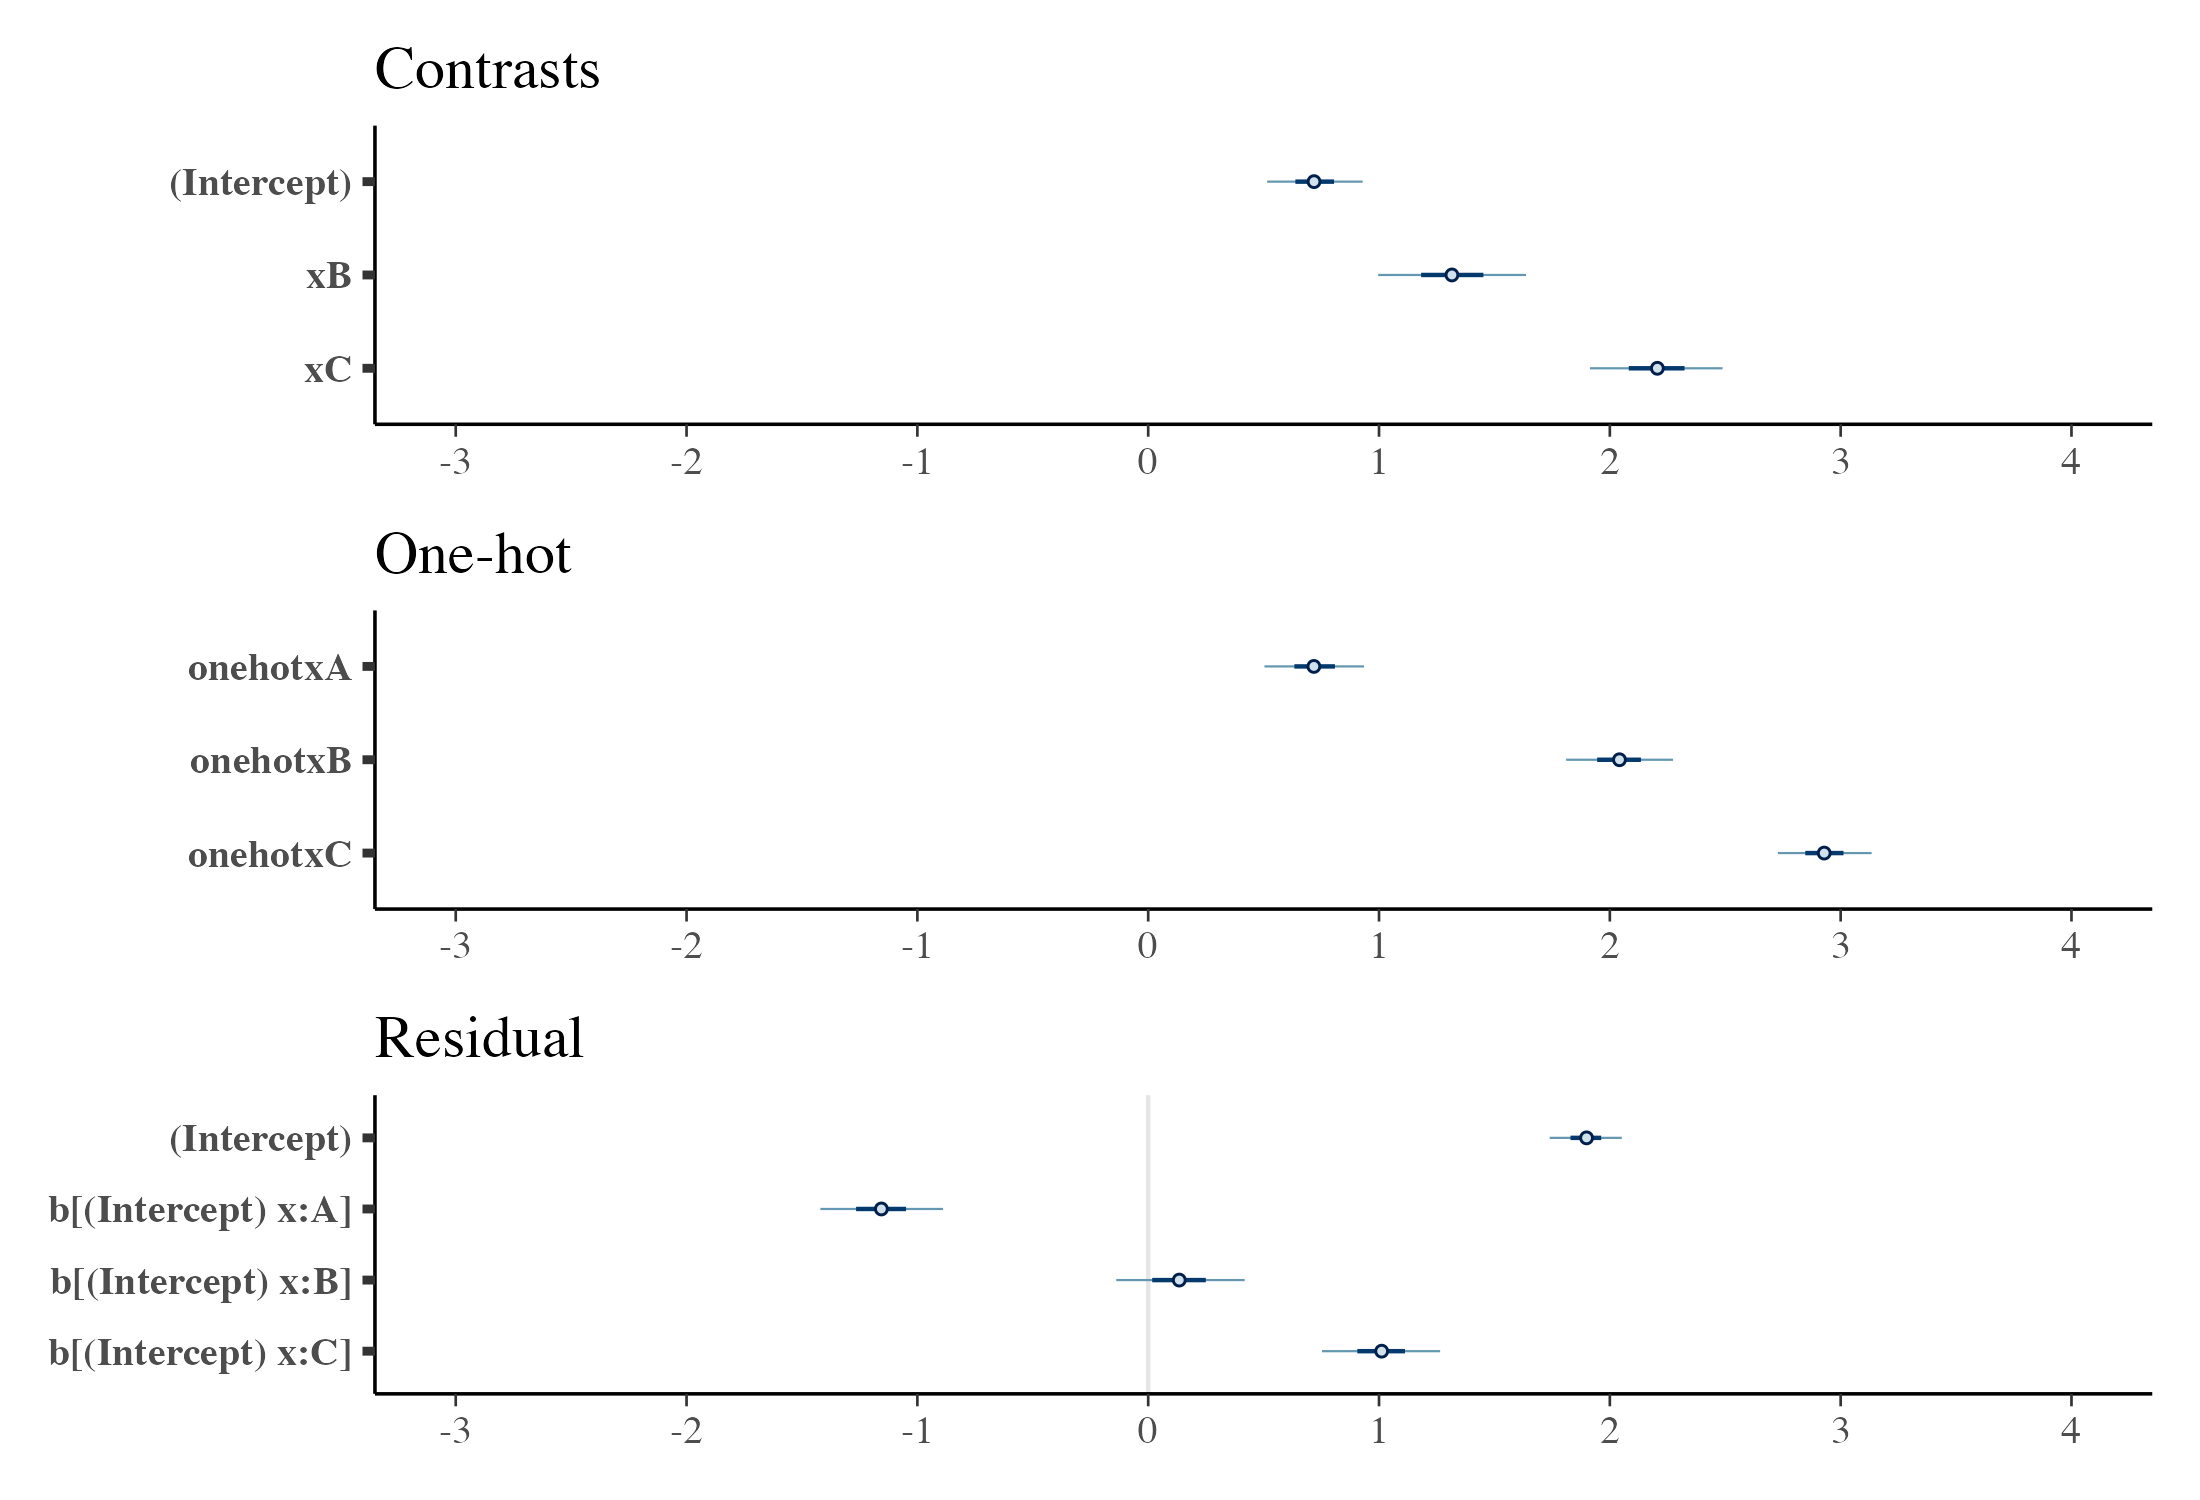 Contrasts
(Intercept)
xB
xC
-3 -2 -1 0 1 2 3 4
One-hot
onehotxA
onehotxB
onehotxC
-3 -2 -1 0 1 2 3 4
Residual
(Intercept)
b[(Intercept) x:A]
b[(Intercept) x:B]
b[(Intercept) x:C]
-3 -2 -1 0 1 2 3 4